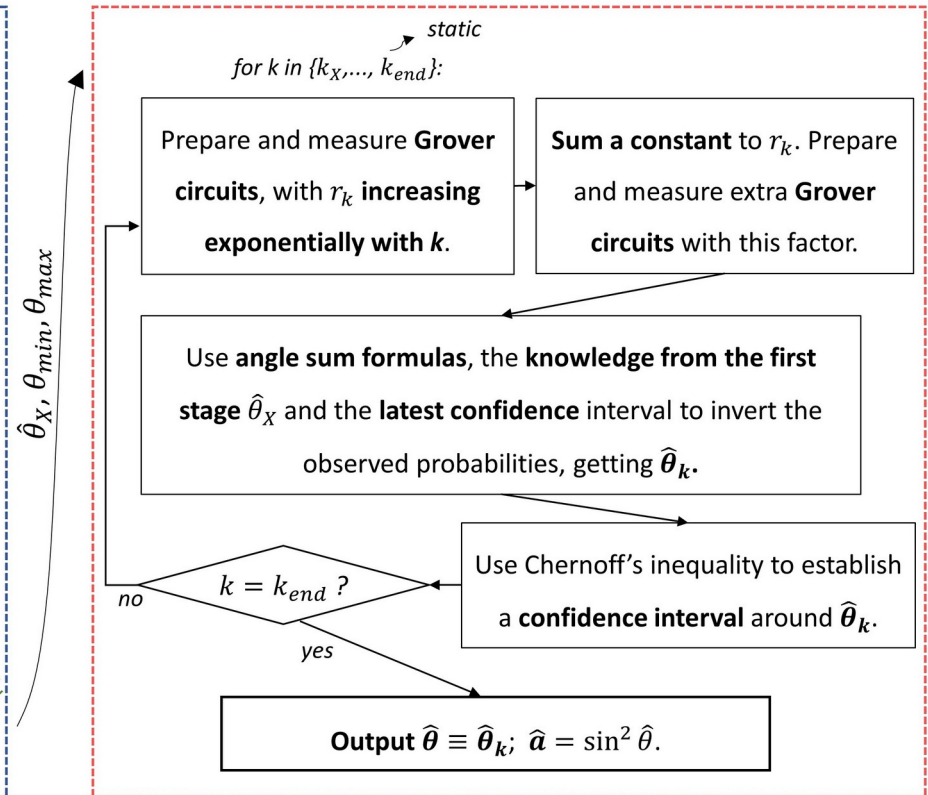 static
for k in {k_X,..., k_end}:
Prepare and measure Grover
circuits, with r_k increasing
exponentially with k.
Sum a constant to r_k. Prepare
and measure extra Grover
circuits with this factor.
θ̂_X, θ_min, θ_max
Use angle sum formulas, the knowledge from the first
stage θ̂_X and the latest confidence interval to invert the
observed probabilities, getting θ̂_k.
Use Chernoff’s inequality to establish
a confidence interval around θ̂_k.
k = k_end ?
no
yes
Output θ̂ ≡ θ̂_k; â = sin² θ̂.